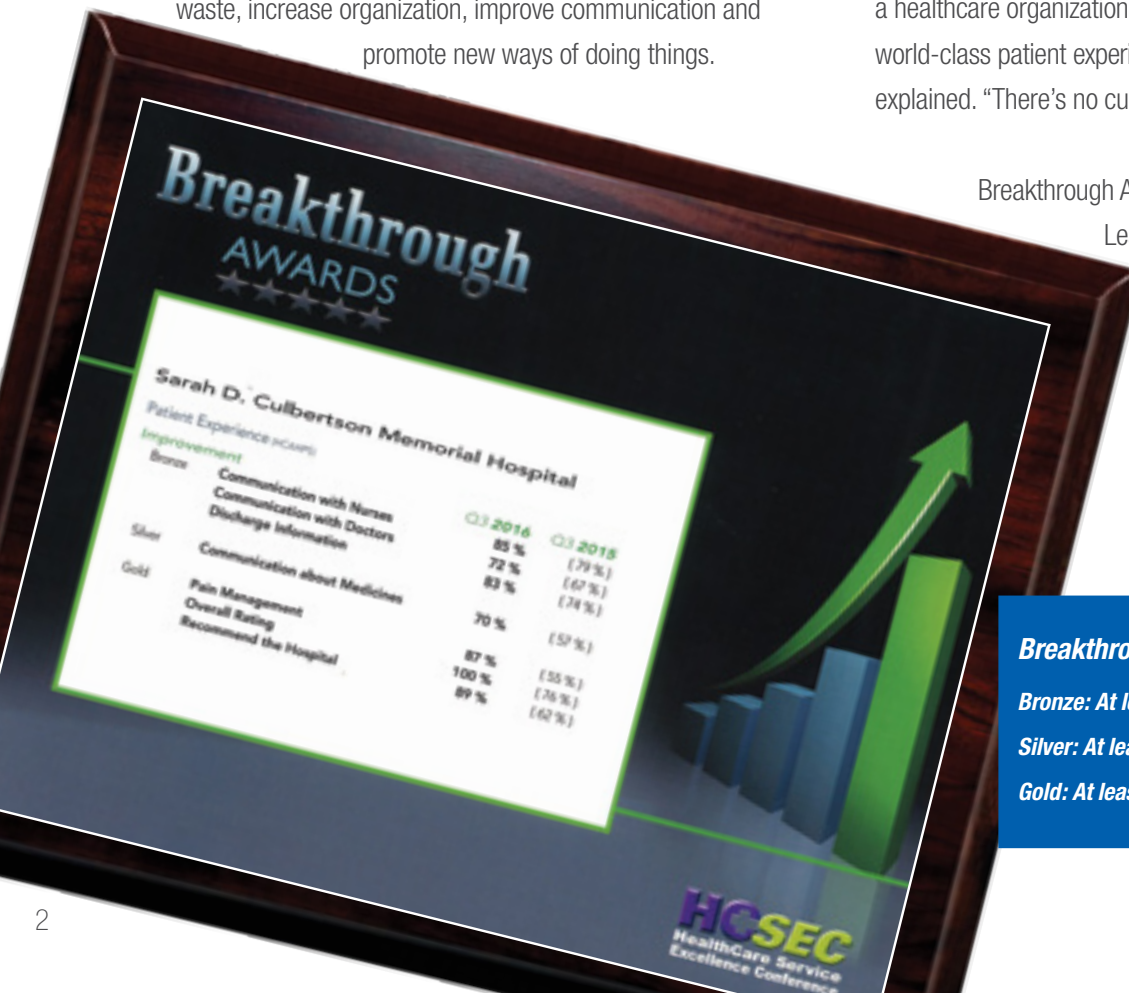 waste, increase organization, improve communication and
promote new ways of doing things.
a healthcare organization
world-class patient experi
explained. “There’s no cu
Breakthrough A
Le
Breakthrough
AWARDS
Sarah D. Culbertson Memorial Hospital
Patient Experience (HCAHPS)
Improvement
Q3 2016 Q3 2015
Bronze Communication with Nurses 85 % (79 %)
Communication with Doctors 72 % (67 %)
Discharge Information 83 % (74 %)
Silver Communication about Medicines 70 % (57 %)
Gold Pain Management 87 % (55 %)
Overall Rating 100 % (76 %)
Recommend the Hospital 89 % (62 %)
HCSEC
HealthCare Service
Excellence Conference
Breakthro
Bronze: At le
Silver: At lea
Gold: At leas
2